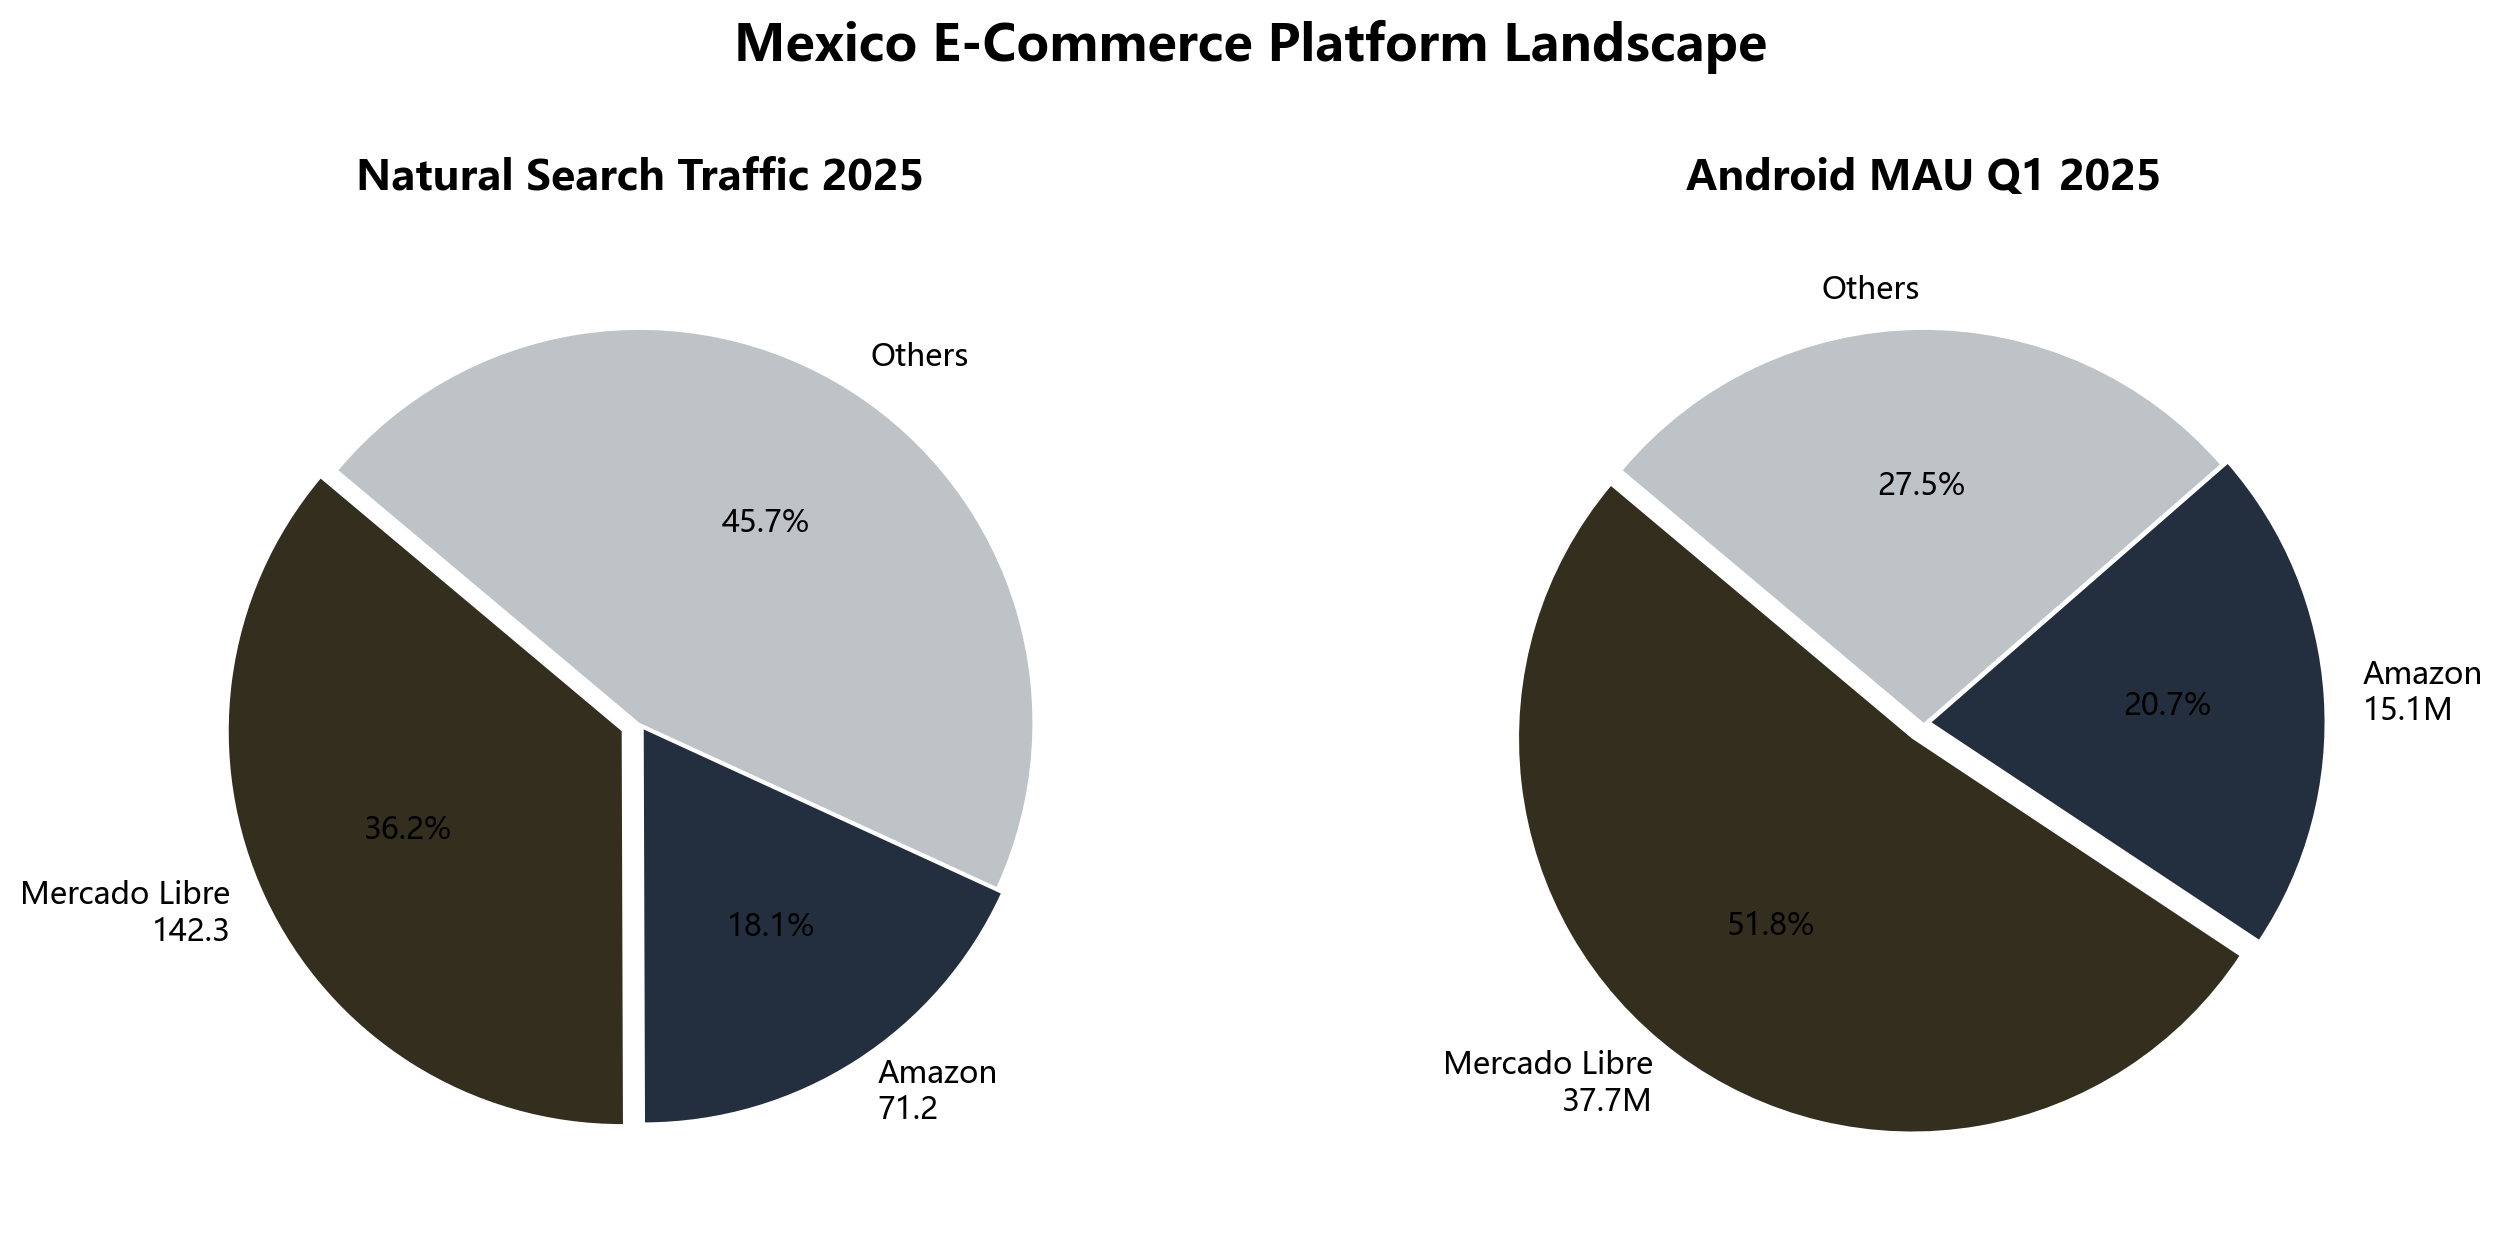 Mexico E-Commerce Platform Landscape
Natural Search Traffic 2025
Others
45.7%
36.2%
Mercado Libre
142.3
18.1%
Amazon
71.2
Android MAU Q1 2025
Others
27.5%
20.7%
Amazon
15.1M
51.8%
Mercado Libre
37.7M